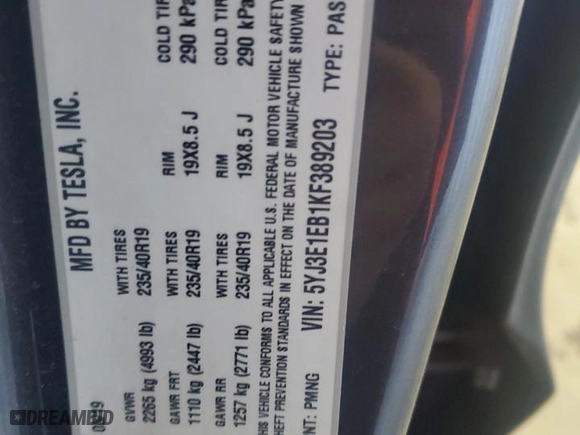 MFD BY TESLA, INC.
GVWR WITH TIRES RIM COLD TIR
2265 kg (4993 lb) 235/40R19 19X8.5 J 290 kPa
GAWR FRT WITH TIRES RIM COLD TIR
1110 kg (2447 lb) 235/40R19 19X8.5 J 290 kPa
GAWR RR WITH TIRES
1257 kg (2771 lb) 235/40R19
THIS VEHICLE CONFORMS TO ALL APPLICABLE U.S. FEDERAL MOTOR VEHICLE SAFETY
THEFT PREVENTION STANDARDS IN EFFECT ON THE DATE OF MANUFACTURE SHOWN
NT: PMNG VIN: 5YJ3E1EB1KF389203 TYPE: PAS
DREAMBID